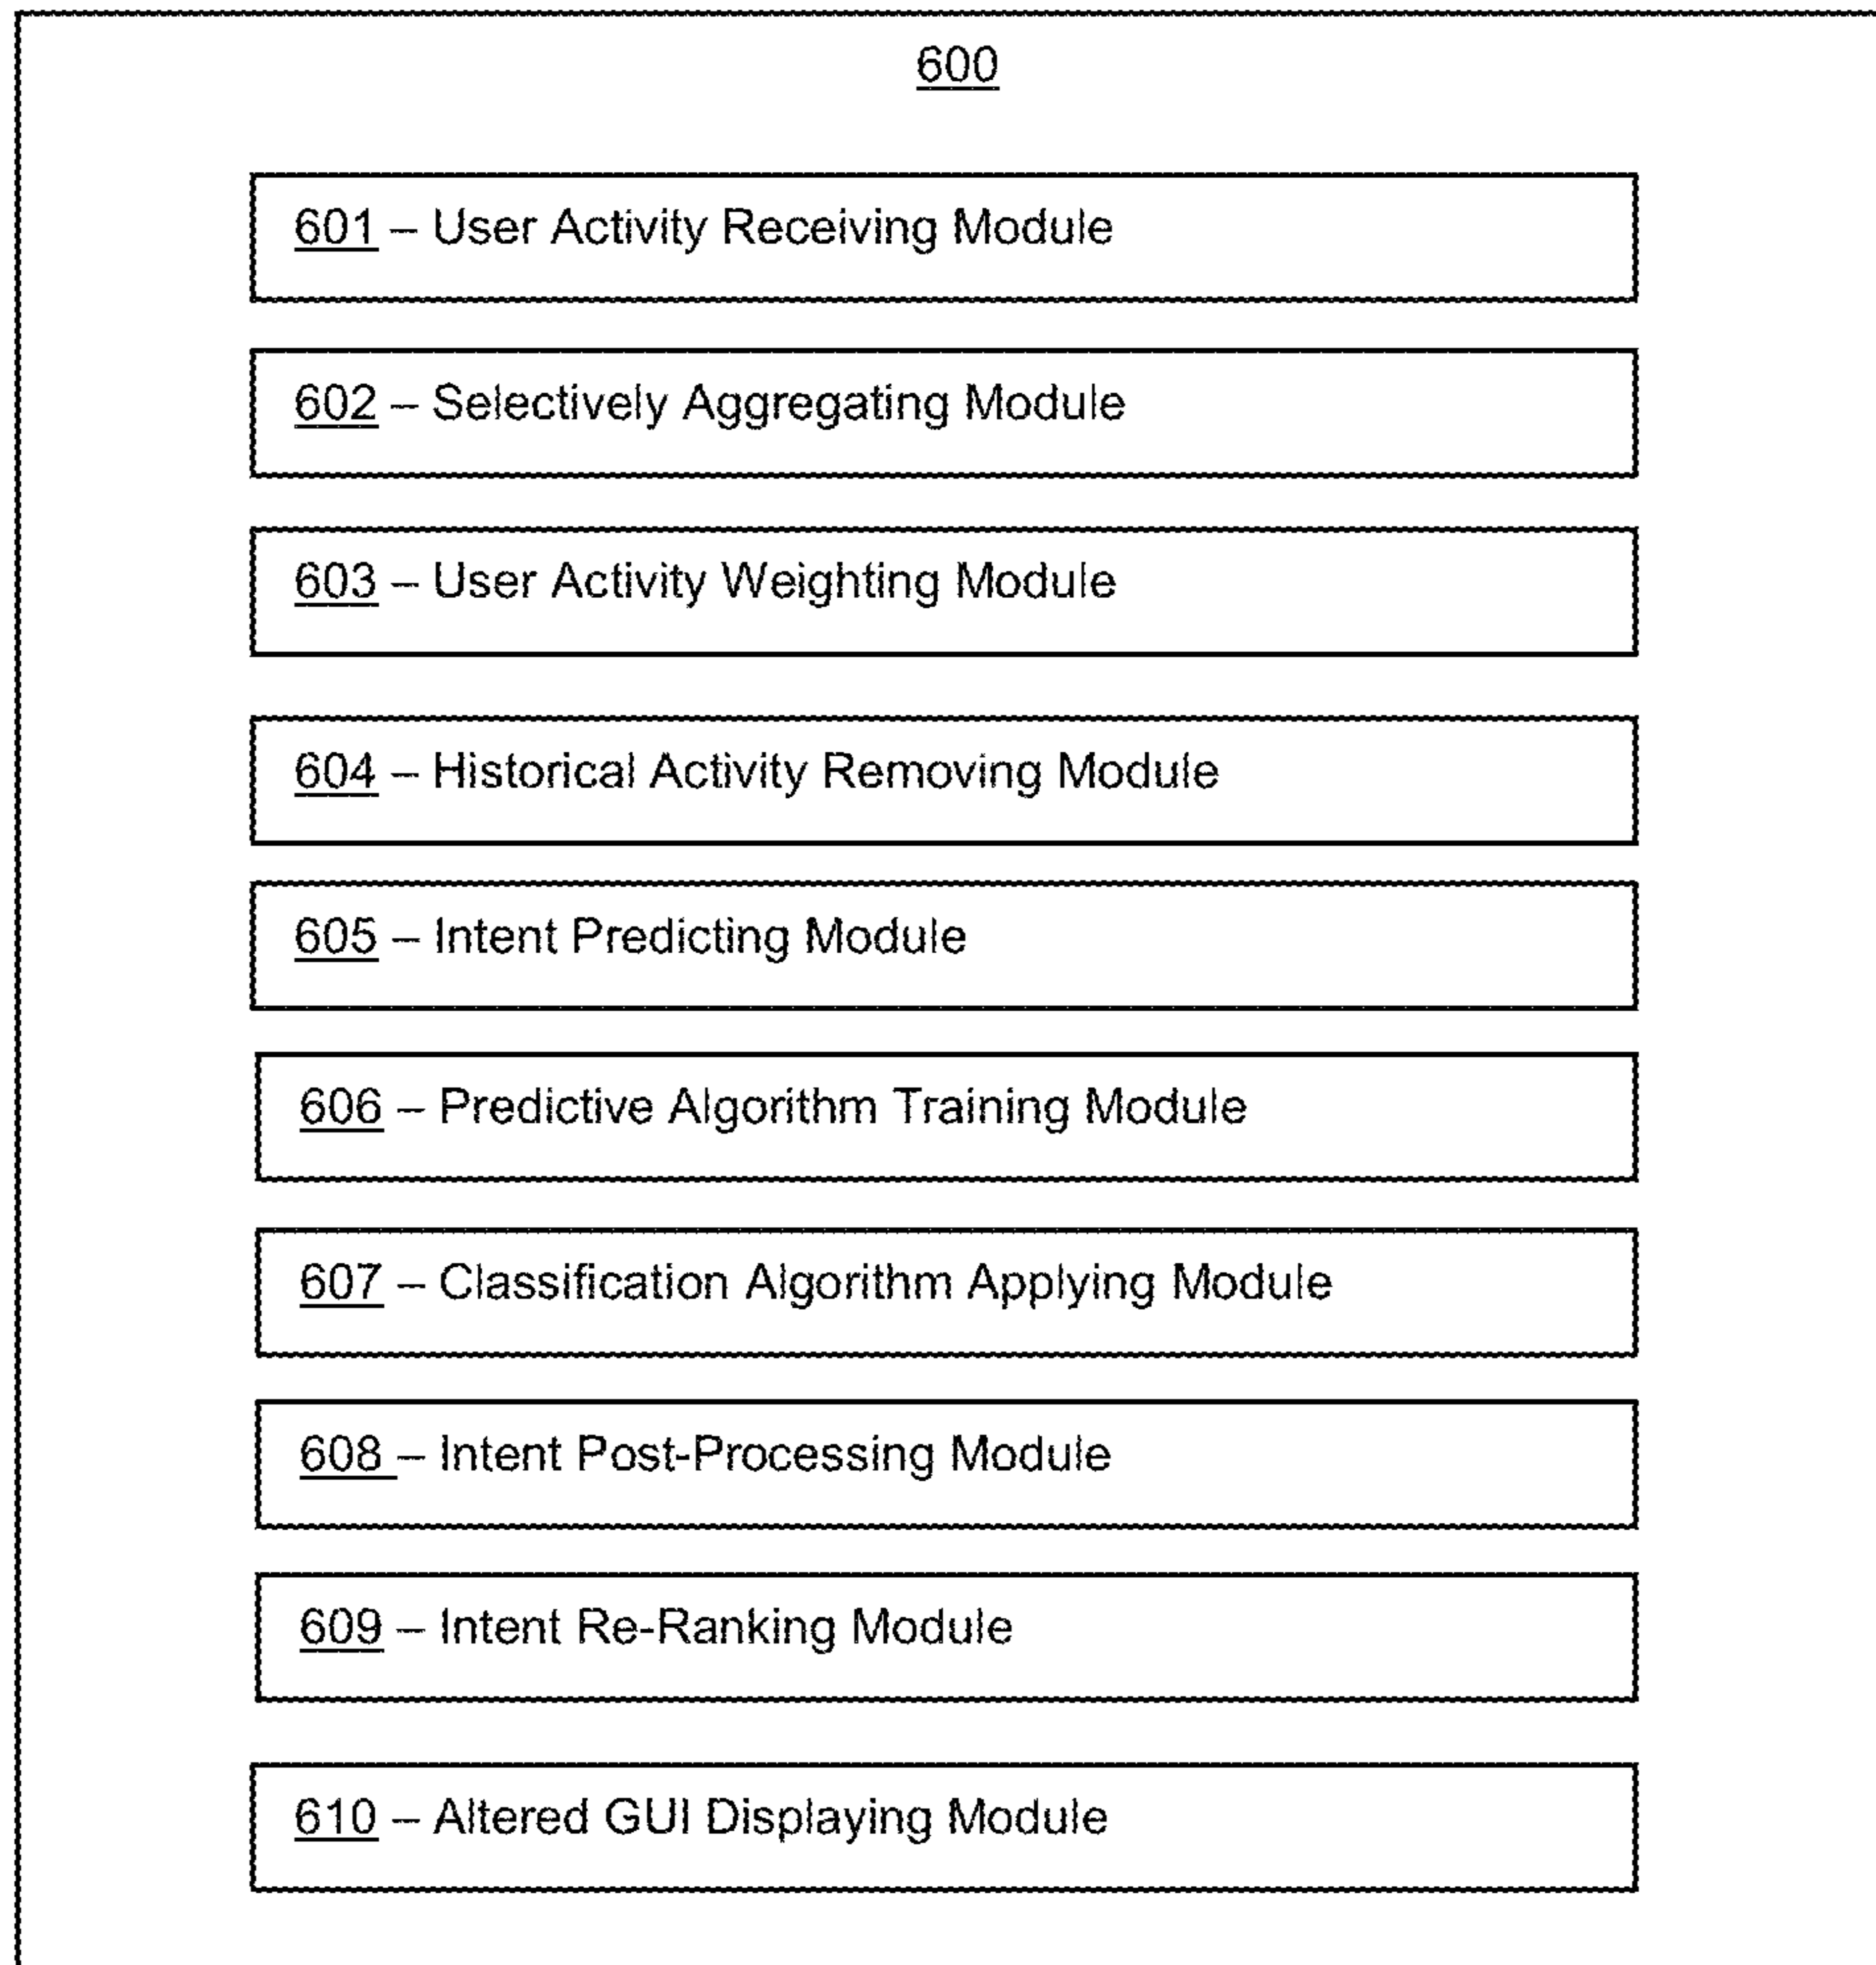 600
601 – User Activity Receiving Module
602 – Selectively Aggregating Module
603 – User Activity Weighting Module
604 – Historical Activity Removing Module
605 – Intent Predicting Module
606 – Predictive Algorithm Training Module
607 – Classification Algorithm Applying Module
608 – Intent Post-Processing Module
609 – Intent Re-Ranking Module
610 – Altered GUI Displaying Module